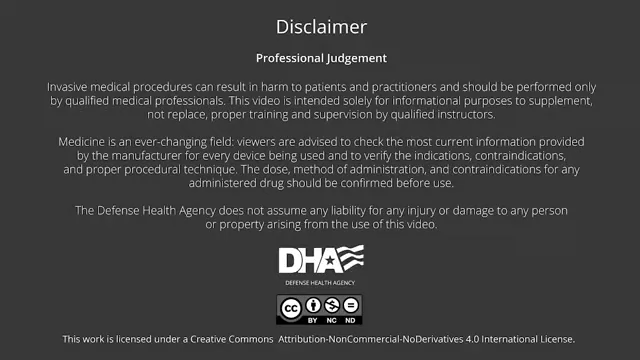 Disclaimer
Professional Judgement
Invasive medical procedures can result in harm to patients and practitioners and should be performed only
by qualified medical professionals. This video is intended solely for informational purposes to supplement,
not replace, proper training and supervision by qualified instructors.
Medicine is an ever-changing field: viewers are advised to check the most current information provided
by the manufacturer for every device being used and to verify the indications, contraindications,
and proper procedural technique. The dose, method of administration, and contraindications for any
administered drug should be confirmed before use.
The Defense Health Agency does not assume any liability for any injury or damage to any person
or property arising from the use of this video.
DHA
DEFENSE HEALTH AGENCY
cc
BY NC ND
This work is licensed under a Creative Commons Attribution-NonCommercial-NoDerivatives 4.0 International License.